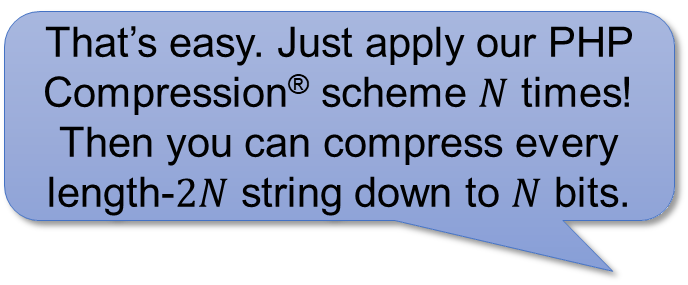 That’s easy. Just apply our PHP
Compression® scheme 𝑁 times!
Then you can compress every
length-2𝑁 string down to 𝑁 bits.